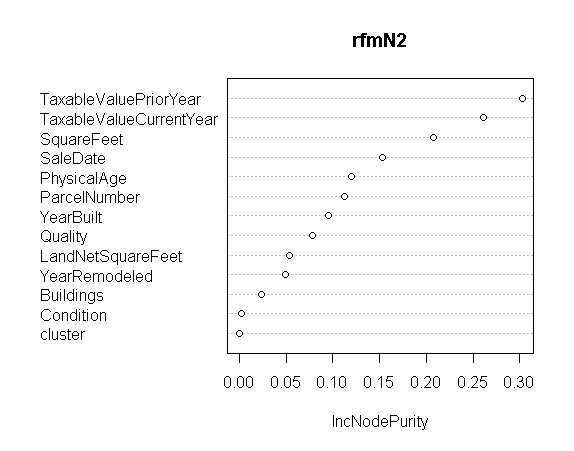 rfmN2
TaxableValuePriorYear
TaxableValueCurrentYear
SquareFeet
SaleDate
PhysicalAge
ParcelNumber
YearBuilt
Quality
LandNetSquareFeet
YearRemodeled
Buildings
Condition
cluster
0.00 0.05 0.10 0.15 0.20 0.25 0.30
IncNodePurity